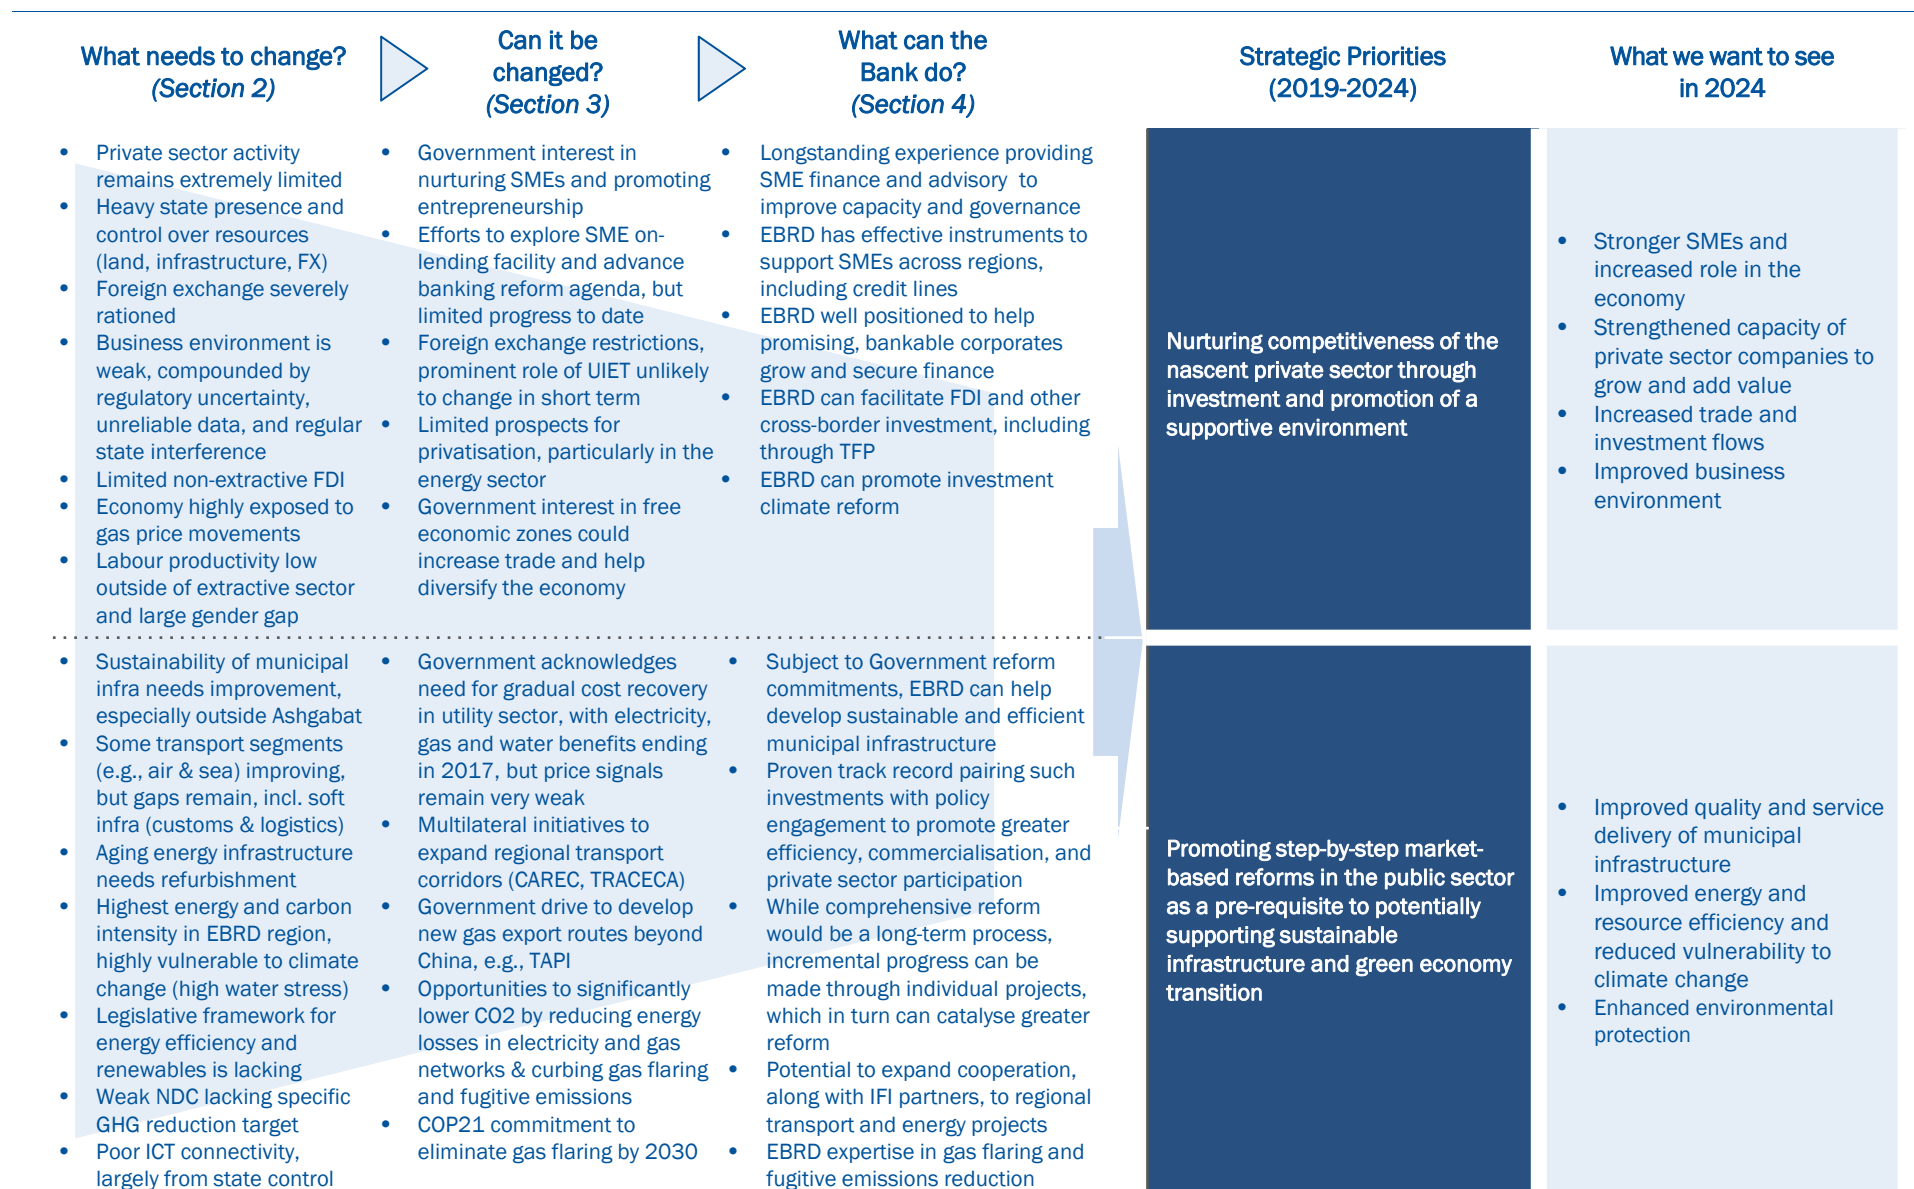 What needs to change?
(Section 2)
Can it be
changed?
(Section 3)
What can the
Bank do?
(Section 4)
Strategic Priorities
(2019-2024)
What we want to see
in 2024
• Private sector activity
remains extremely limited
• Heavy state presence and
control over resources
(land, infrastructure, FX)
• Foreign exchange severely
rationed
• Business environment is
weak, compounded by
regulatory uncertainty,
unreliable data, and regular
state interference
• Limited non-extractive FDI
• Economy highly exposed to
gas price movements
• Labour productivity low
outside of extractive sector
and large gender gap
• Government interest in
nurturing SMEs and promoting
entrepreneurship
• Efforts to explore SME on-
lending facility and advance
banking reform agenda, but
limited progress to date
• Foreign exchange restrictions,
prominent role of UIET unlikely
to change in short term
• Limited prospects for
privatisation, particularly in the
energy sector
• Government interest in free
economic zones could
increase trade and help
diversify the economy
• Longstanding experience providing
SME finance and advisory to
improve capacity and governance
• EBRD has effective instruments to
support SMEs across regions,
including credit lines
• EBRD well positioned to help
promising, bankable corporates
grow and secure finance
• EBRD can facilitate FDI and other
cross-border investment, including
through TFP
• EBRD can promote investment
climate reform
Nurturing competitiveness of the
nascent private sector through
investment and promotion of a
supportive environment
• Stronger SMEs and
increased role in the
economy
• Strengthened capacity of
private sector companies to
grow and add value
• Increased trade and
investment flows
• Improved business
environment
• Sustainability of municipal
infra needs improvement,
especially outside Ashgabat
• Some transport segments
(e.g., air & sea) improving,
but gaps remain, incl. soft
infra (customs & logistics)
• Aging energy infrastructure
needs refurbishment
• Highest energy and carbon
intensity in EBRD region,
highly vulnerable to climate
change (high water stress)
• Legislative framework for
energy efficiency and
renewables is lacking
• Weak NDC lacking specific
GHG reduction target
• Poor ICT connectivity,
largely from state control
• Government acknowledges
need for gradual cost recovery
in utility sector, with electricity,
gas and water benefits ending
in 2017, but price signals
remain very weak
• Multilateral initiatives to
expand regional transport
corridors (CAREC, TRACECA)
• Government drive to develop
new gas export routes beyond
China, e.g., TAPI
• Opportunities to significantly
lower CO2 by reducing energy
losses in electricity and gas
networks & curbing gas flaring
and fugitive emissions
• COP21 commitment to
eliminate gas flaring by 2030
• Subject to Government reform
commitments, EBRD can help
develop sustainable and efficient
municipal infrastructure
• Proven track record pairing such
investments with policy
engagement to promote greater
efficiency, commercialisation, and
private sector participation
• While comprehensive reform
would be a long-term process,
incremental progress can be
made through individual projects,
which in turn can catalyse greater
reform
• Potential to expand cooperation,
along with IFI partners, to regional
transport and energy projects
• EBRD expertise in gas flaring and
fugitive emissions reduction
Promoting step-by-step market-
based reforms in the public sector
as a pre-requisite to potentially
supporting sustainable
infrastructure and green economy
transition
• Improved quality and service
delivery of municipal
infrastructure
• Improved energy and
resource efficiency and
reduced vulnerability to
climate change
• Enhanced environmental
protection